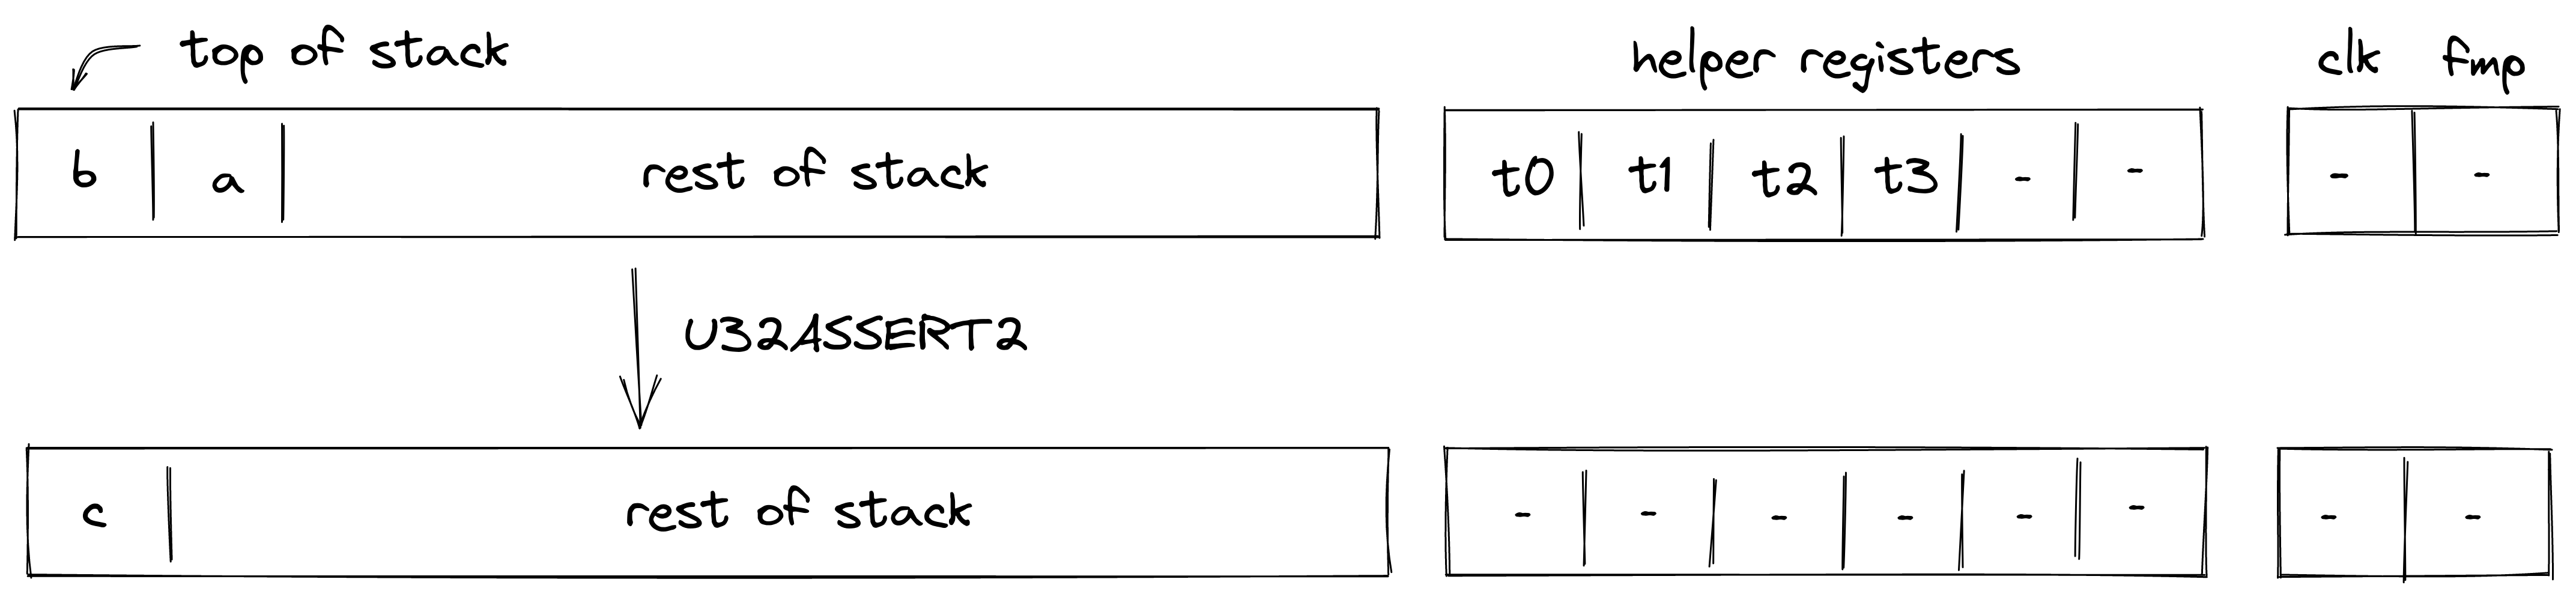 top of stack
helper registers
clk fmp
b a rest of stack
t0 t1 t2 t3 - -
- -
U32ASSERT2
c rest of stack
- - - - - -
- -